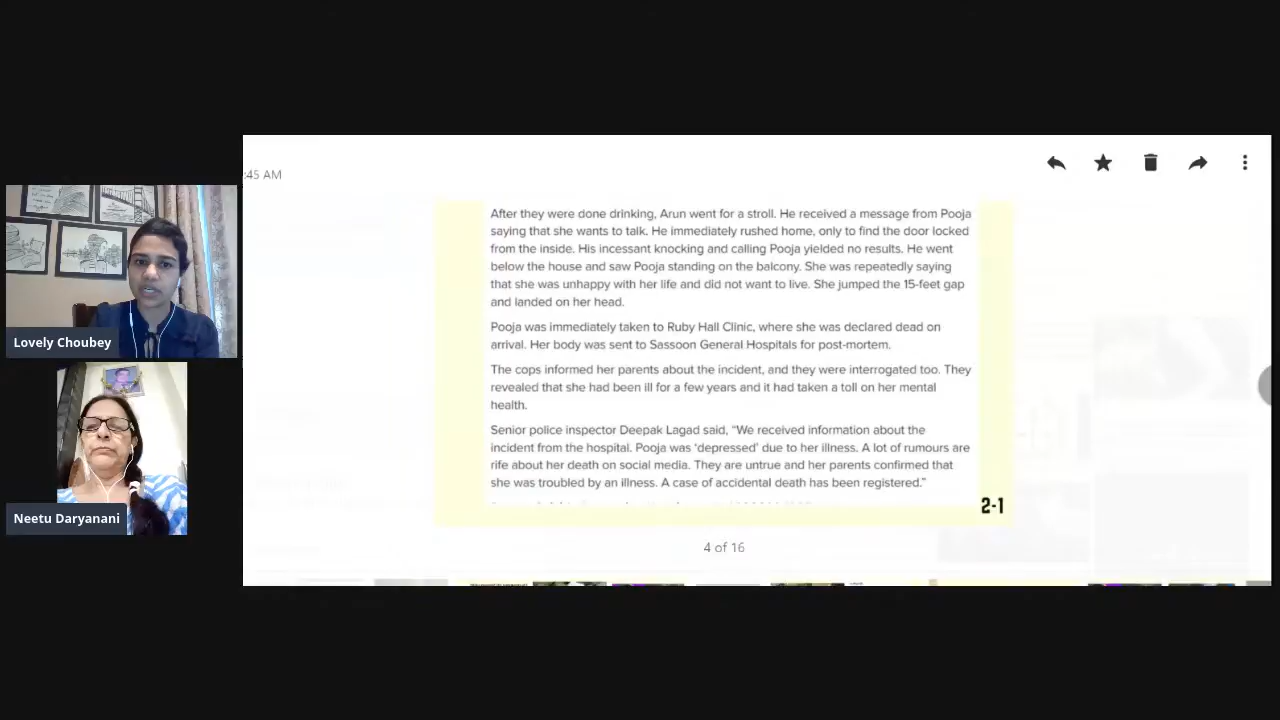 :45 AM
After they were done drinking, Arun went for a stroll. He received a message from Pooja
saying that she wants to talk. He immediately rushed home, only to find the door locked
from the inside. His incessant knocking and calling Pooja yielded no results. He went
below the house and saw Pooja standing on the balcony. She was repeatedly saying
that she was unhappy with her life and did not want to live. She jumped the 15-feet gap
and landed on her head.
Pooja was immediately taken to Ruby Hall Clinic, where she was declared dead on
arrival. Her body was sent to Sassoon General Hospitals for post-mortem.
The cops informed her parents about the incident, and they were interrogated too. They
revealed that she had been ill for a few years and it had taken a toll on her mental
health.
Senior police inspector Deepak Lagad said, “We received information about the
incident from the hospital. Pooja was ‘depressed’ due to her illness. A lot of rumours are
rife about her death on social media. They are untrue and her parents confirmed that
she was troubled by an illness. A case of accidental death has been registered.”
2-1
4 of 16
Lovely Choubey
Neetu Daryanani